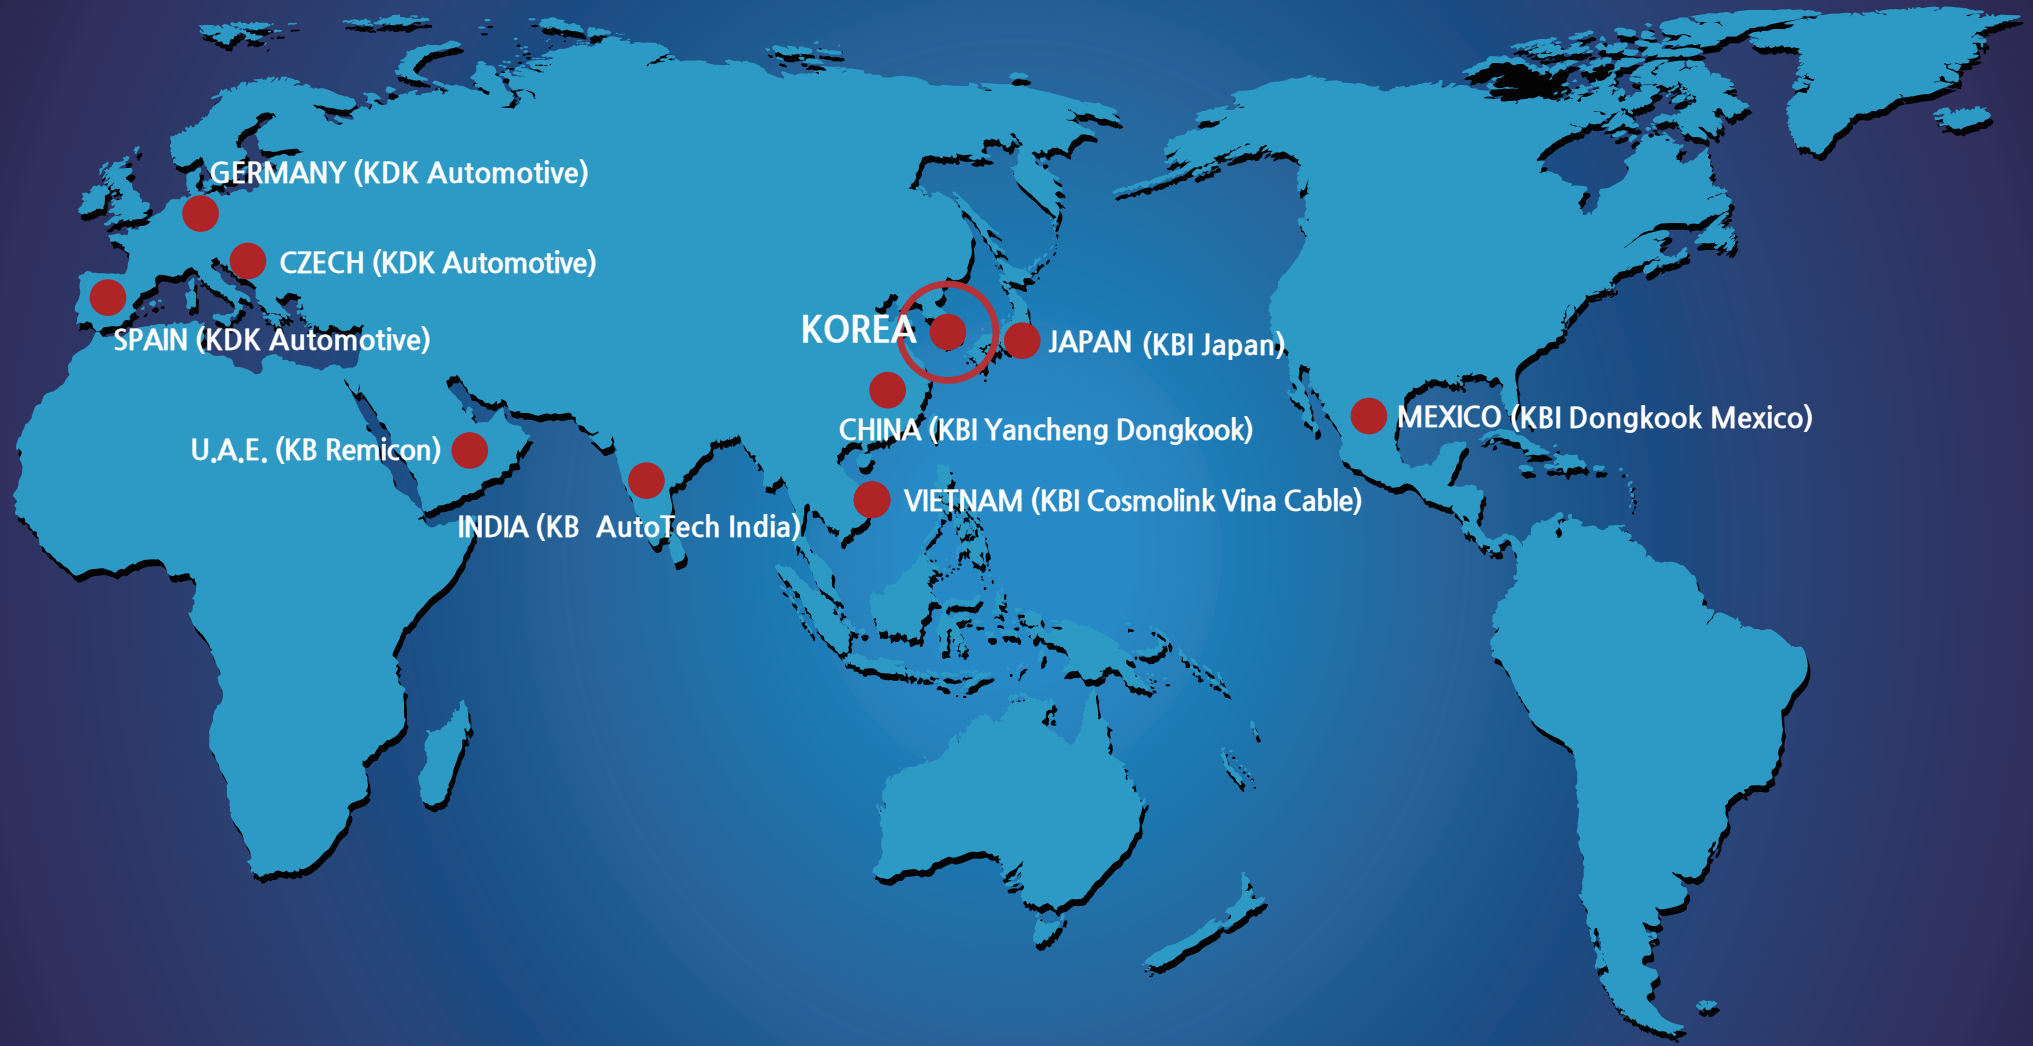 GERMANY (KDK Automotive)
CZECH (KDK Automotive)
SPAIN (KDK Automotive)
KOREA
JAPAN (KBI Japan)
MEXICO (KBI Dongkook Mexico)
CHINA (KBI Yancheng Dongkook)
U.A.E. (KB Remicon)
VIETNAM (KBI Cosmolink Vina Cable)
INDIA (KB AutoTech India)